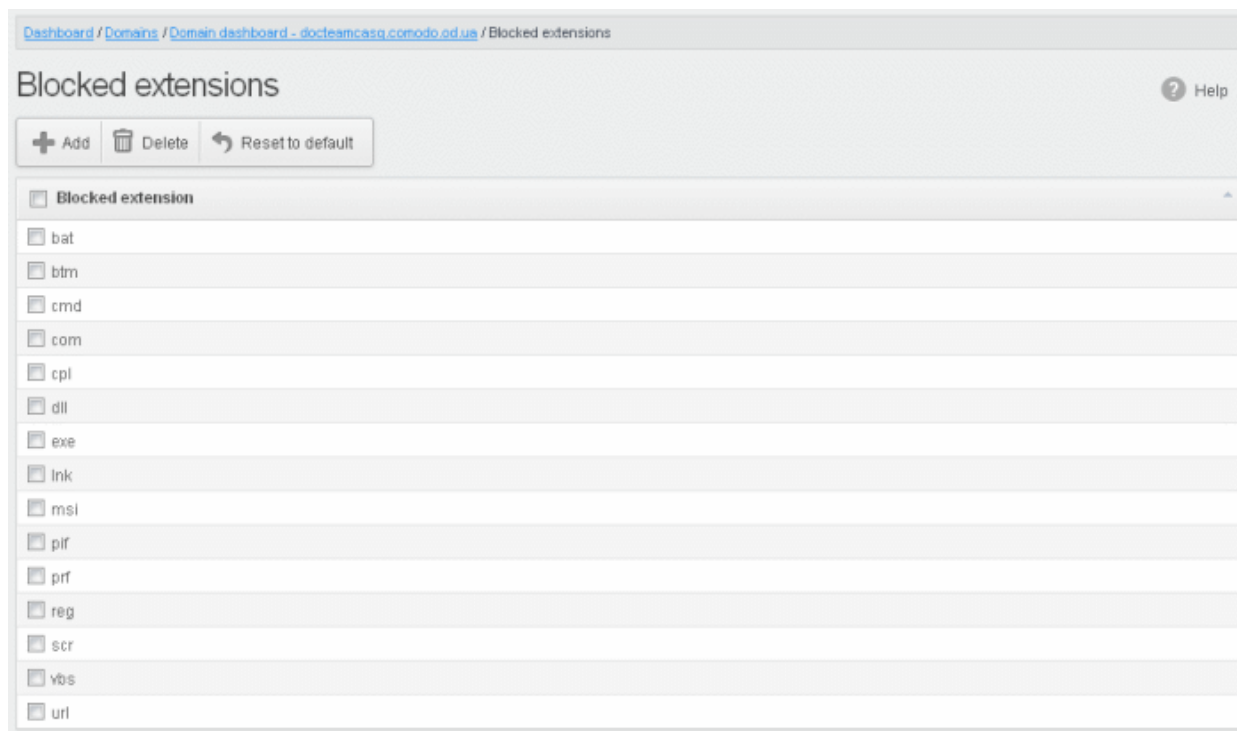 Dashboard / Domains / Domain dashboard - docteamcasg.comodo.od.ua / Blocked extensions
Blocked extensions
Help
Add Delete Reset to default
Blocked extension
bat
btm
cmd
com
cpl
dll
exe
lnk
msi
pif
prf
reg
scr
vbs
url